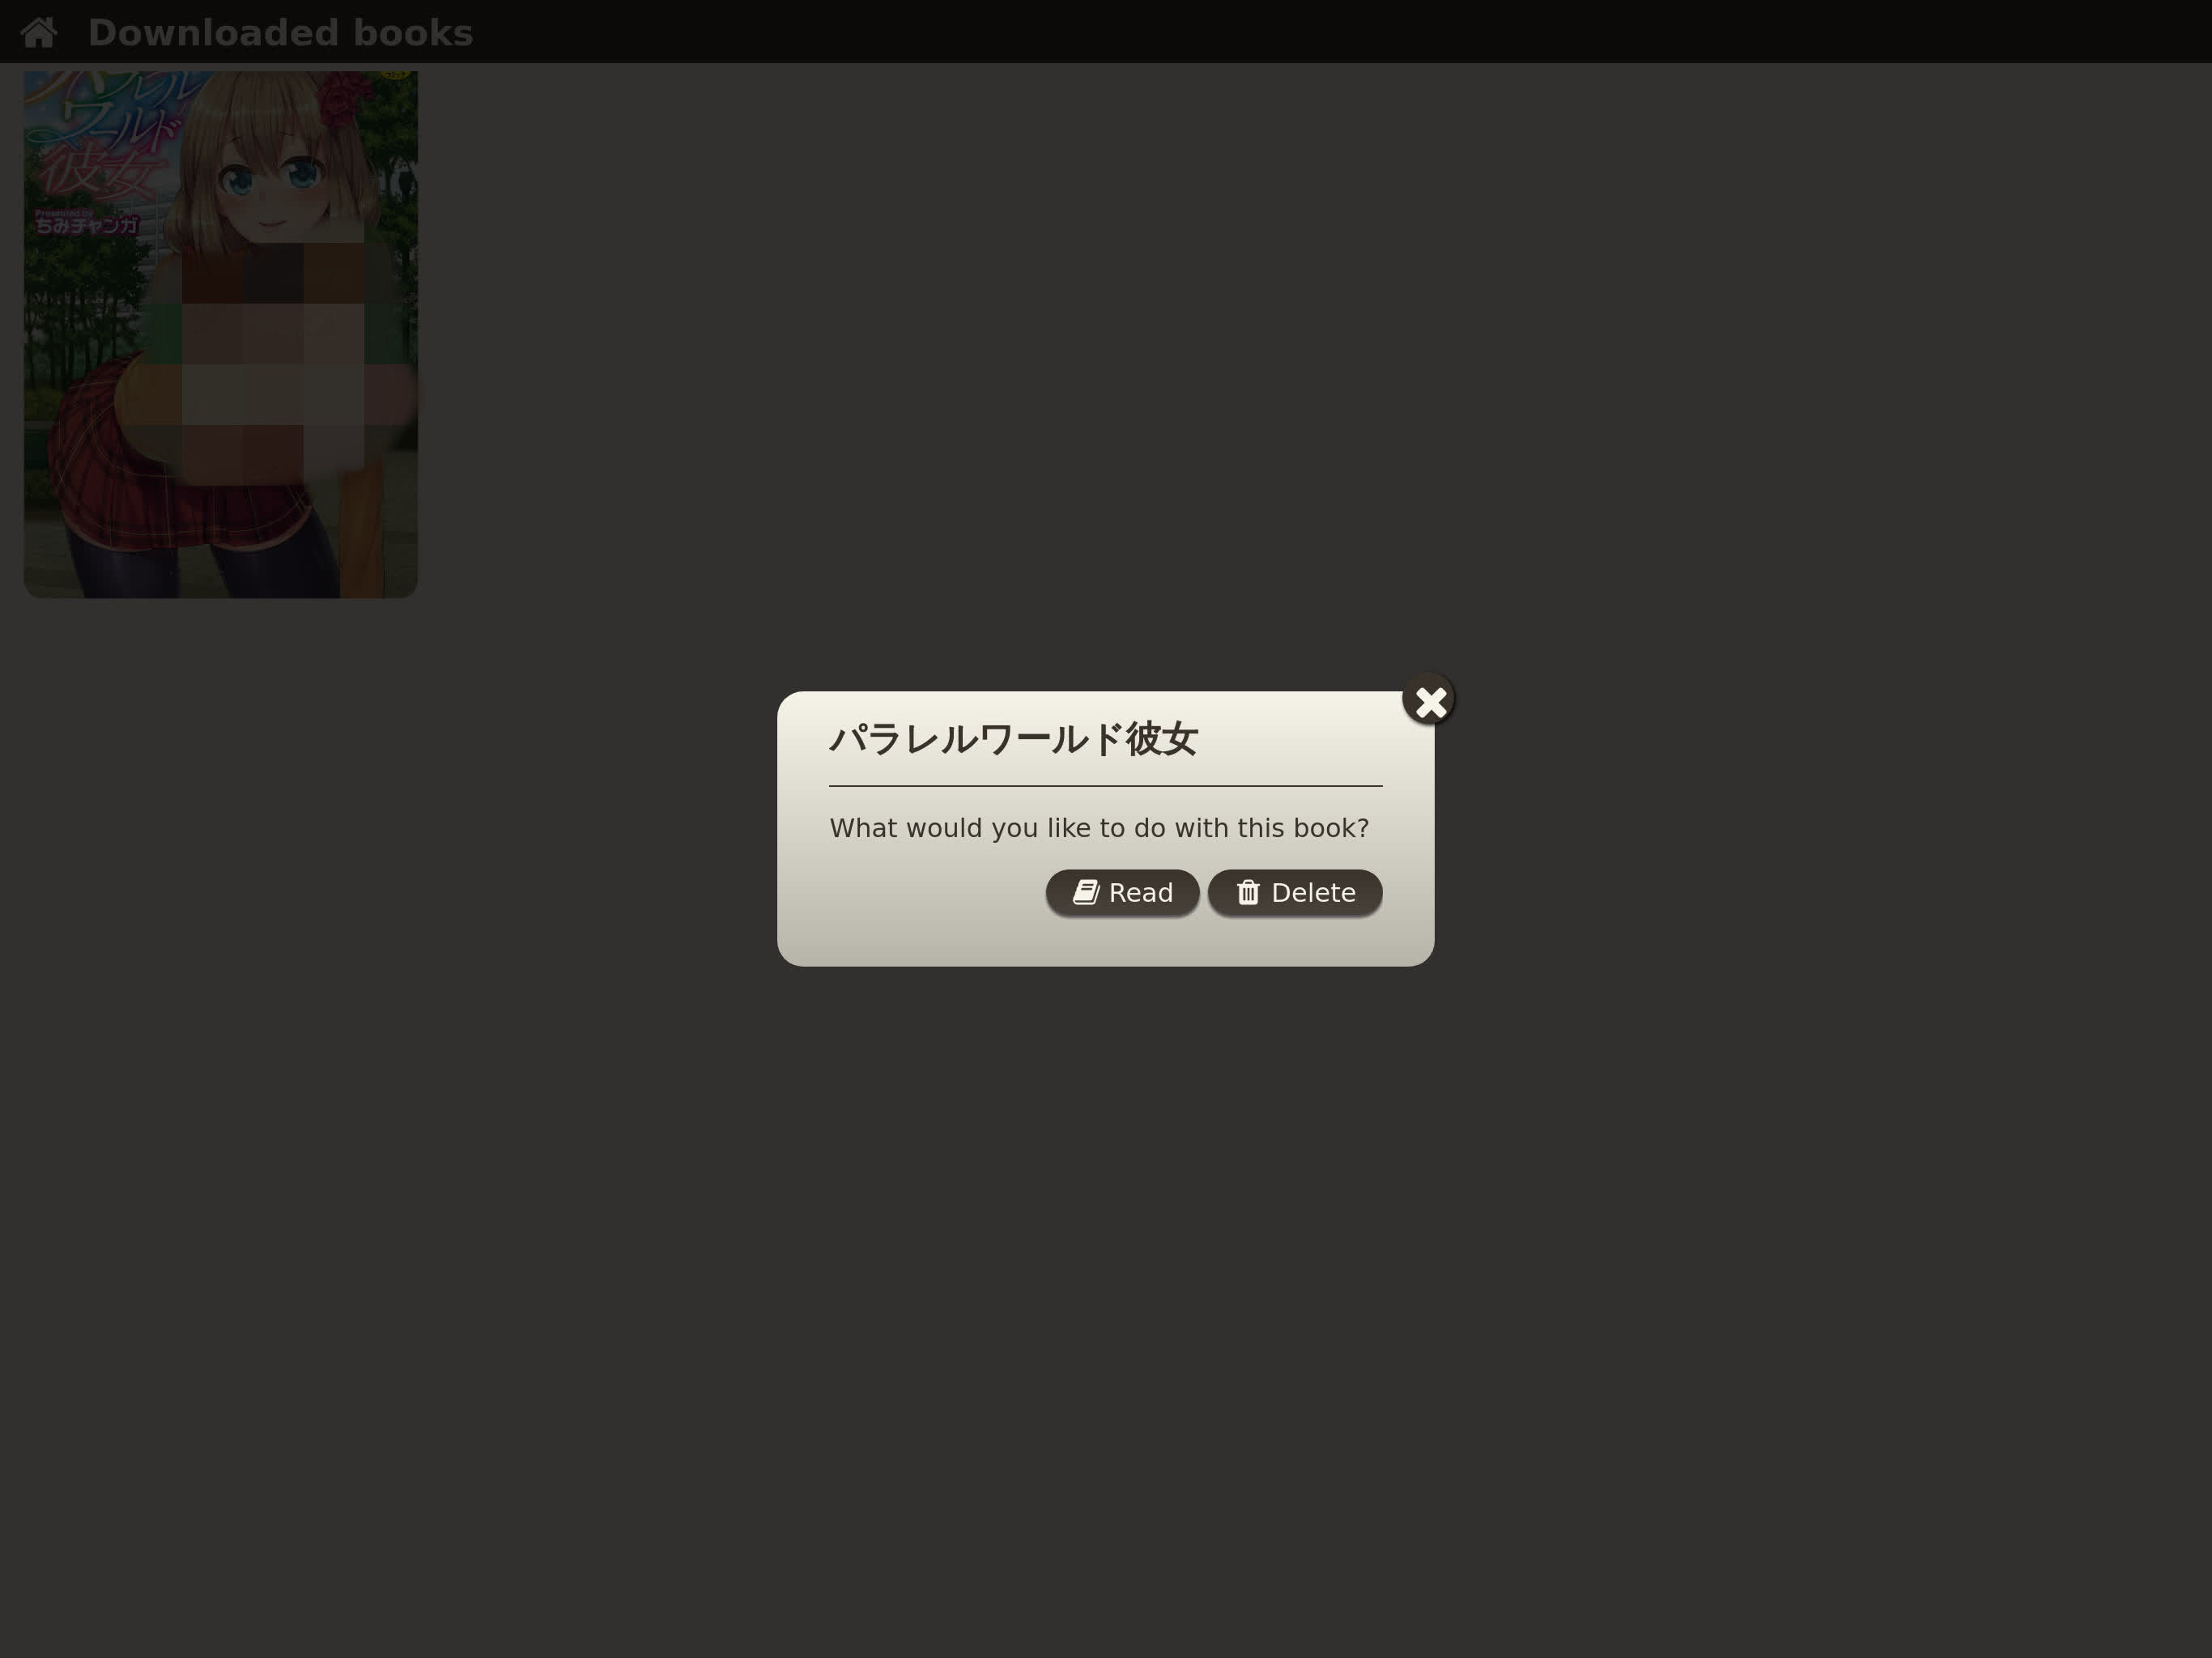 Downloaded books
パラレル
ワールド
彼女
Presented by
ちみチャンガ
パラレルワールド彼女
What would you like to do with this book?
Read
Delete